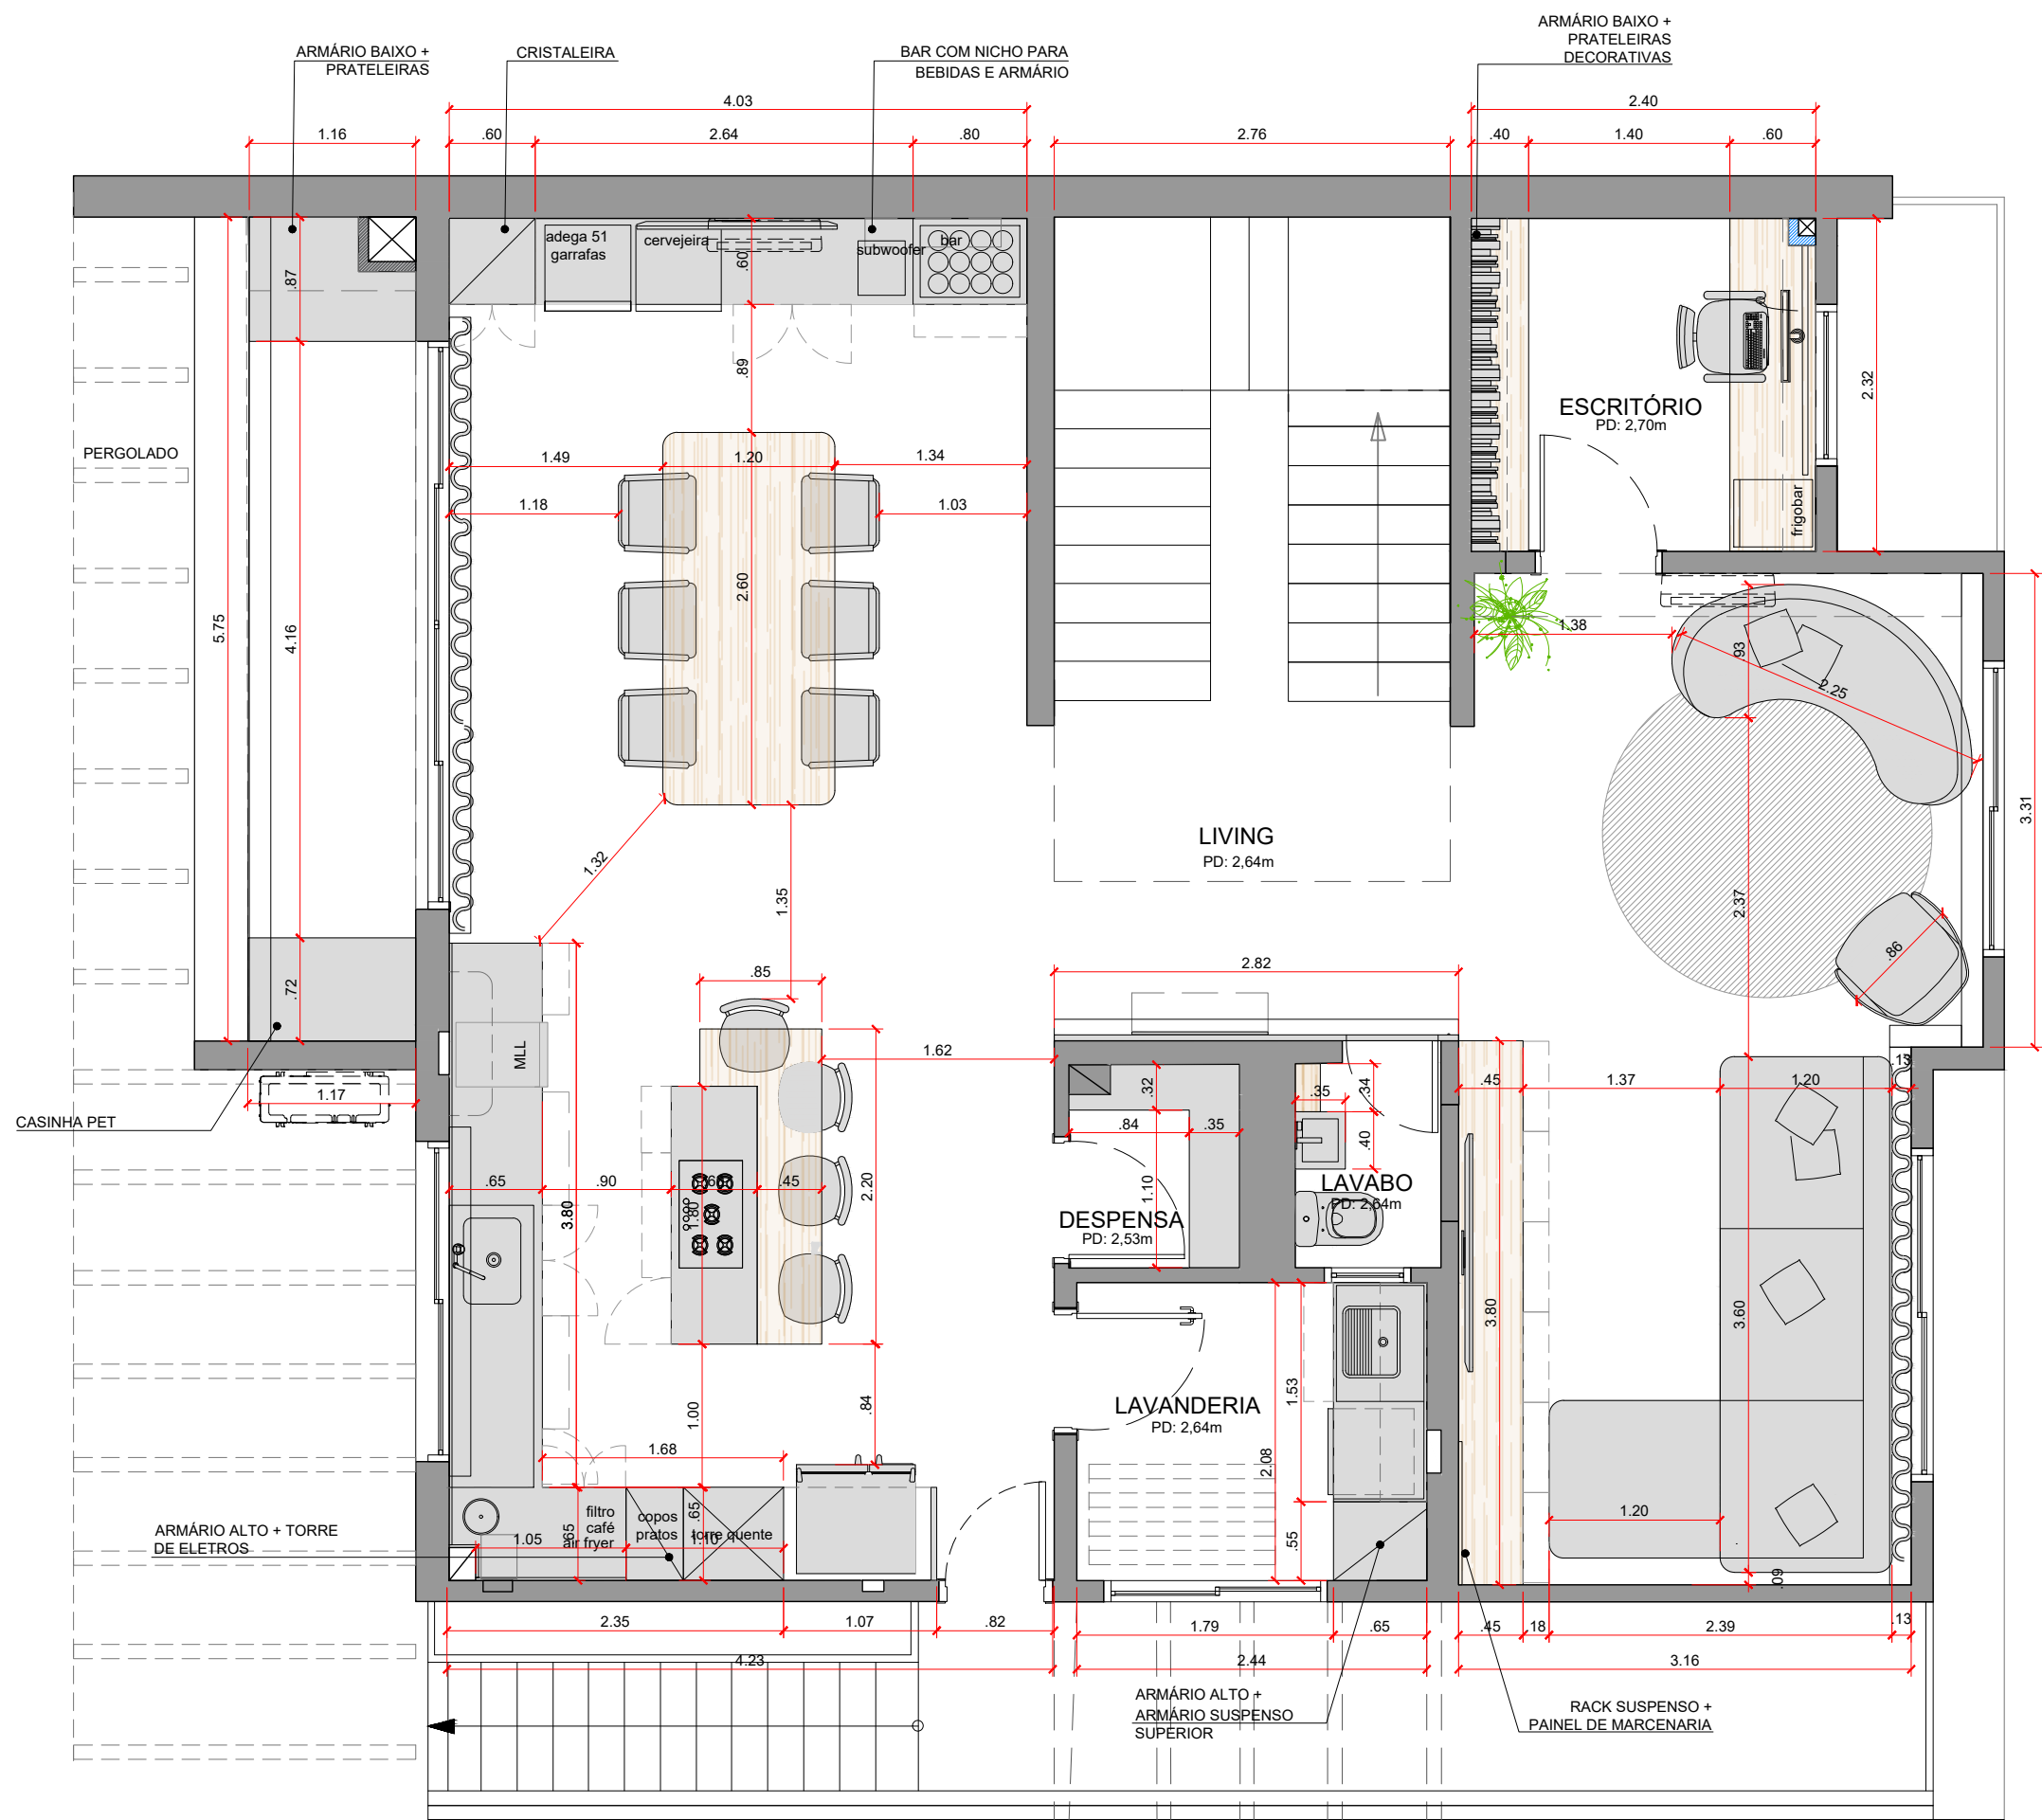 ARMÁRIO BAIXO +
PRATELEIRAS
DECORATIVAS
ARMÁRIO BAIXO +
PRATELEIRAS
CRISTALEIRA
BAR COM NICHO PARA
BEBIDAS E ARMÁRIO
4.03
2.40
1.16
.60
2.64
.80
2.76
.40
1.40
.60
adega 51
garrafas
cervejeira
subwoofer
bar
.87
.60
.89
2.32
ESCRITÓRIO
PD: 2,70m
PERGOLADO
1.49
1.20
1.34
1.18
1.03
frigobar
2.60
5.75
4.16
1.38
.93
2.25
3.31
LIVING
PD: 2,64m
1.32
1.35
2.37
.86
.72
.85
2.82
MLL
1.62
1.17
.32
.35
.34
.45
1.37
1.20
.13
CASINHA PET
.84
.35
.40
.65
.90
.60
.45
2.20
1.10
LAVABO
PD: 2,64m
3.80
1.80
DESPENSA
PD: 2,53m
3.80
3.60
1.00
.84
LAVANDERIA
PD: 2,64m
1.53
2.08
1.68
1.20
ARMÁRIO ALTO + TORRE
DE ELETROS
filtro
café
air fryer
copos
pratos
torre quente
1.05
.65
.65
1.10
.55
.09
2.35
1.07
.82
1.79
.65
.45
.18
2.39
.13
4.23
2.44
3.16
ARMÁRIO ALTO +
ARMÁRIO SUSPENSO
SUPERIOR
RACK SUSPENSO +
PAINEL DE MARCENARIA